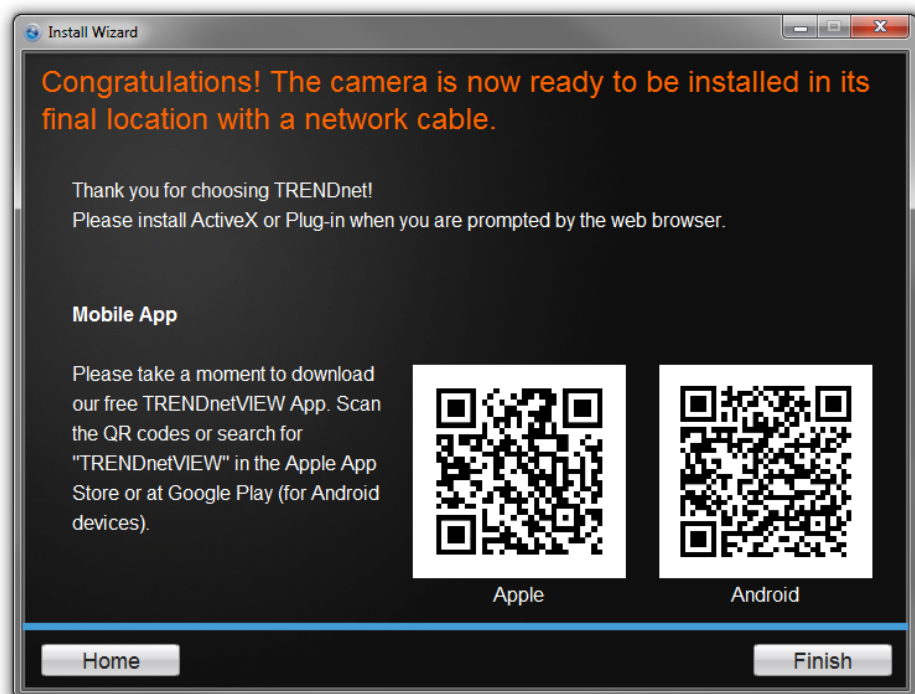 Install Wizard
Congratulations! The camera is now ready to be installed in its
final location with a network cable.
Thank you for choosing TRENDnet!
Please install ActiveX or Plug-in when you are prompted by the web browser.
Mobile App
Please take a moment to download
our free TRENDnetVIEW App. Scan
the QR codes or search for
"TRENDnetVIEW" in the Apple App
Store or at Google Play (for Android
devices).
Apple
Android
Home
Finish